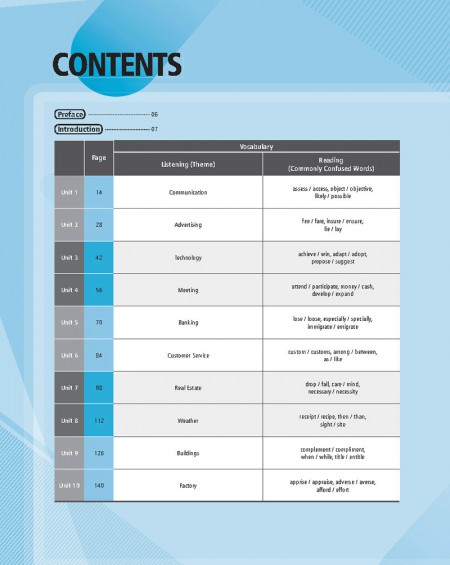 CONTENTS
Preface 06
Introduction 07
Vocabulary
Page
Listening (Theme)
Reading
(Commonly Confused Words)
Unit 1 14 Communication assess / access, object / objective,
likely / possible
Unit 2 28 Advertising fee / fare, insure / ensure,
lie / lay
Unit 3 42 Technology achieve / win, adapt / adopt,
propose / suggest
Unit 4 56 Meeting attend / participate, money / cash,
develop / expand
Unit 5 70 Banking lose / loose, especially / specially,
immigrate / emigrate
Unit 6 84 Customer Service custom / customs, among / between,
as / like
Unit 7 98 Real Estate drop / fall, care / mind,
necessary / necessity
Unit 8 112 Weather receipt / recipe, then / than,
sight / site
Unit 9 126 Buildings complement / compliment,
when / while, title / entitle
Unit 10 140 Factory apprise / appraise, adverse / averse,
afford / effort